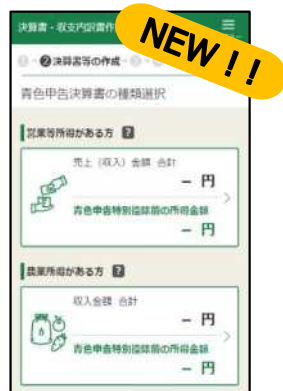 決算書・収支内訳書作
NEW!!
❷決算書等の作成
青色申告決算書の種類選択
営業等所得がある方 ?
売上（収入）金額 合計
－ 円
青色申告特別控除前の所得金額
－ 円
農業所得がある方 ?
収入金額 合計
－ 円
青色申告特別控除前の所得金額
－ 円